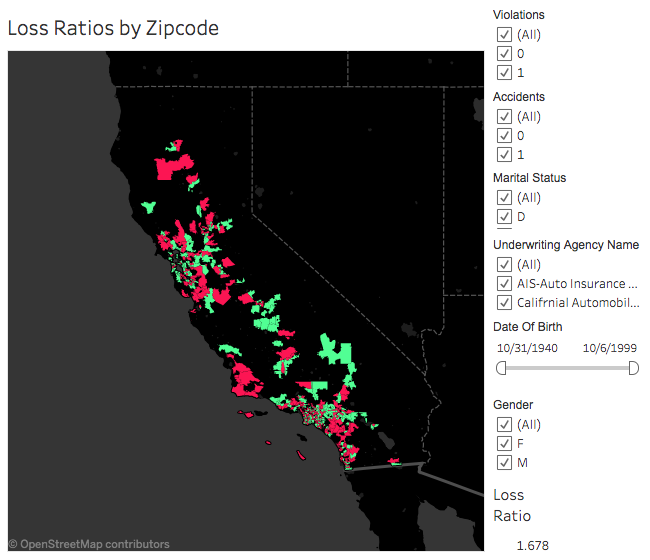 Loss Ratios by Zipcode
© OpenStreetMap contributors
Violations
(All)
0
1
Accidents
(All)
0
1
Marital Status
(All)
D
Underwriting Agency Name
(All)
AIS-Auto Insurance ...
Califrnial Automobil...
Date Of Birth
10/31/1940 10/6/1999
Gender
(All)
F
M
Loss
Ratio
1.678